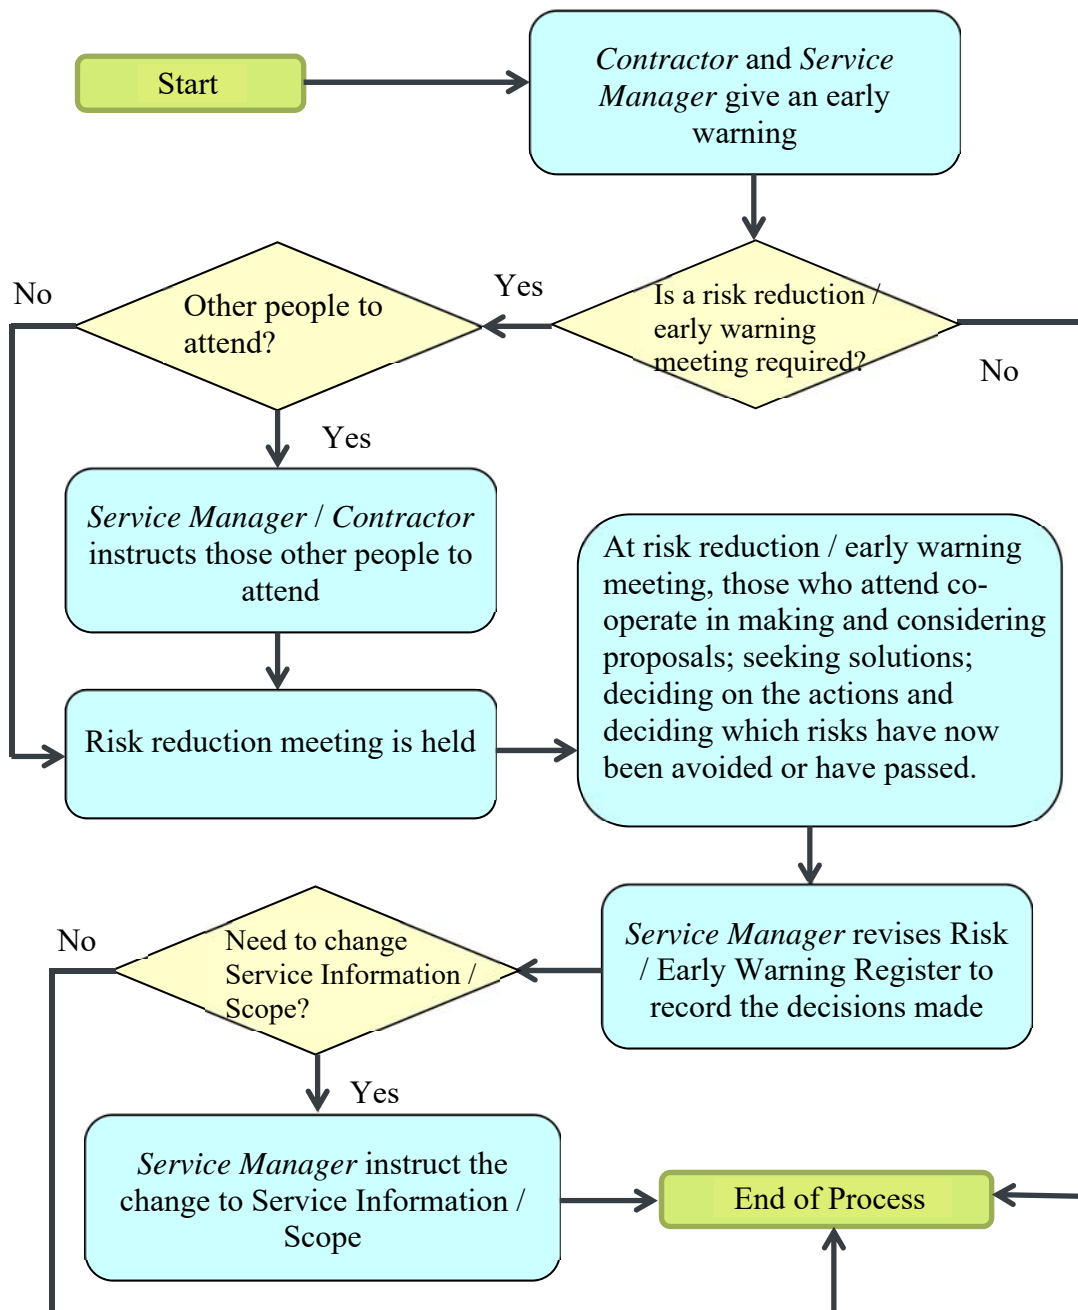 Start
Contractor and Service
Manager give an early
warning
No
Other people to
attend?
Yes
Is a risk reduction /
early warning
meeting required?
No
Yes
Service Manager / Contractor
instructs those other people to
attend
At risk reduction / early warning
meeting, those who attend co-
operate in making and considering
proposals; seeking solutions;
deciding on the actions and
deciding which risks have now
been avoided or have passed.
Risk reduction meeting is held
No
Need to change
Service Information /
Scope?
Service Manager revises Risk
/ Early Warning Register to
record the decisions made
Yes
Service Manager instruct the
change to Service Information /
Scope
End of Process